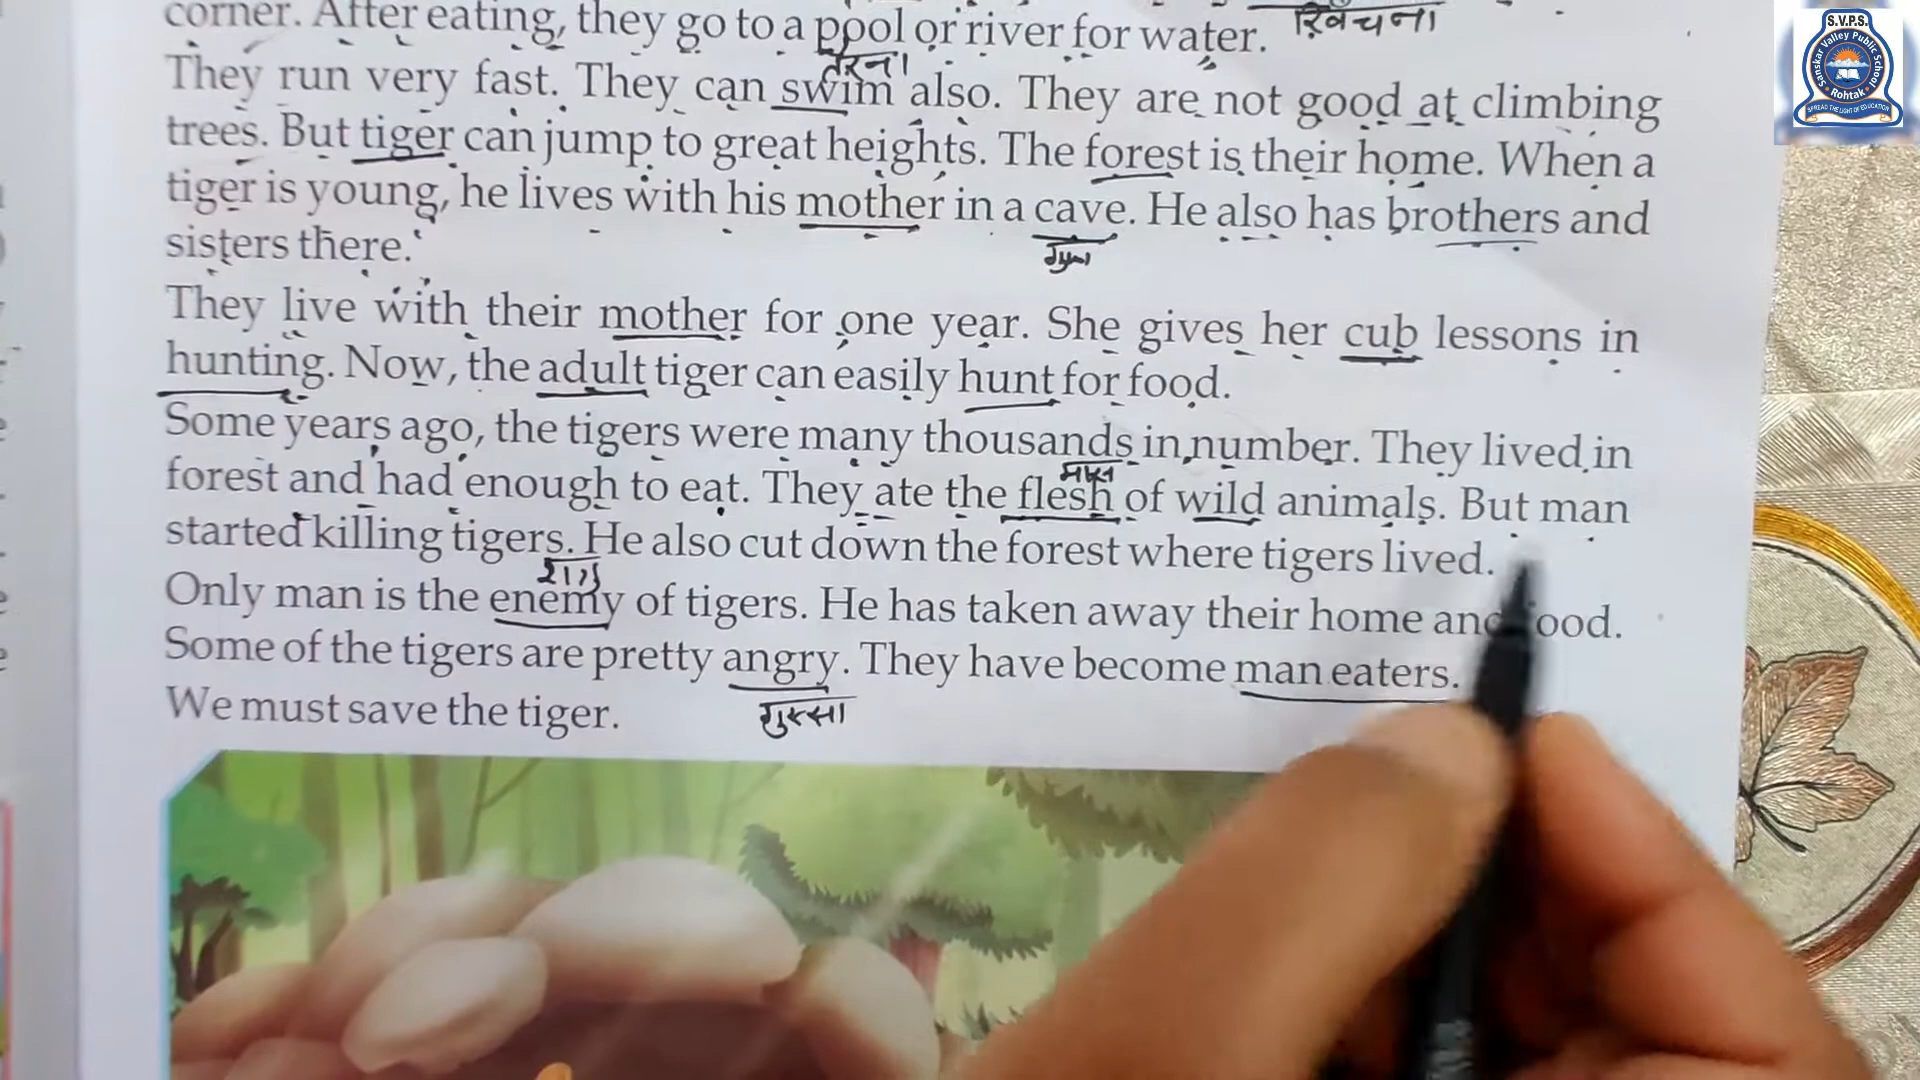 corner. After eating, they go to a pool or river for water. खिंचना
तैरना
They run very fast. They can swim also. They are not good at climbing
trees. But tiger can jump to great heights. The forest is their home. When a
tiger is young, he lives with his mother in a cave. He also has brothers and
गुफा
sisters there.
They live with their mother for one year. She gives her cub lessons in
hunting. Now, the adult tiger can easily hunt for food.
Some years ago, the tigers were many thousands in number. They lived in
forest and had enough to eat. They ate the flesh of wild animals. But man
started killing tigers. He also cut down the forest where tigers lived.
Only man is the enemy of tigers. He has taken away their home and food.
Some of the tigers are pretty angry. They have become man eaters.
गुस्सा
We must save the tiger.
S.V.P.S.
Sanskar Valley Public School
Rohtak
SPREAD THE LIGHT OF EDUCATION